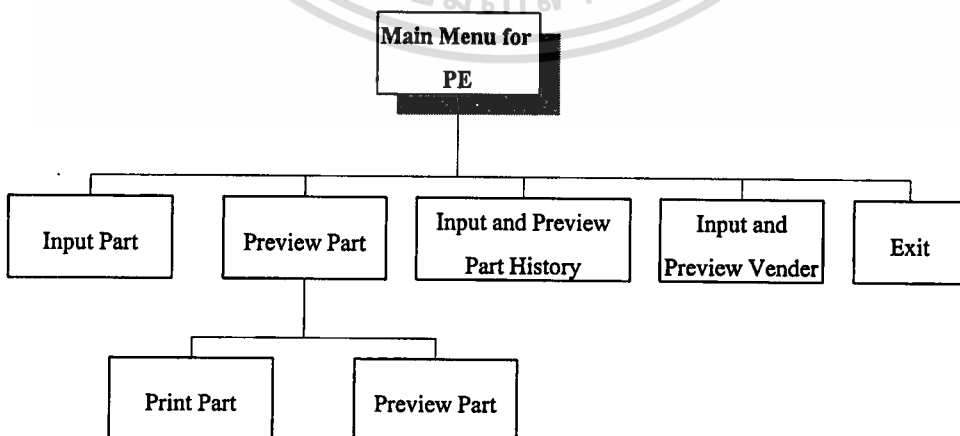 Main Menu for
PE
Input Part
Preview Part
Input and Preview
Part History
Input and
Preview Vender
Exit
Print Part
Preview Part